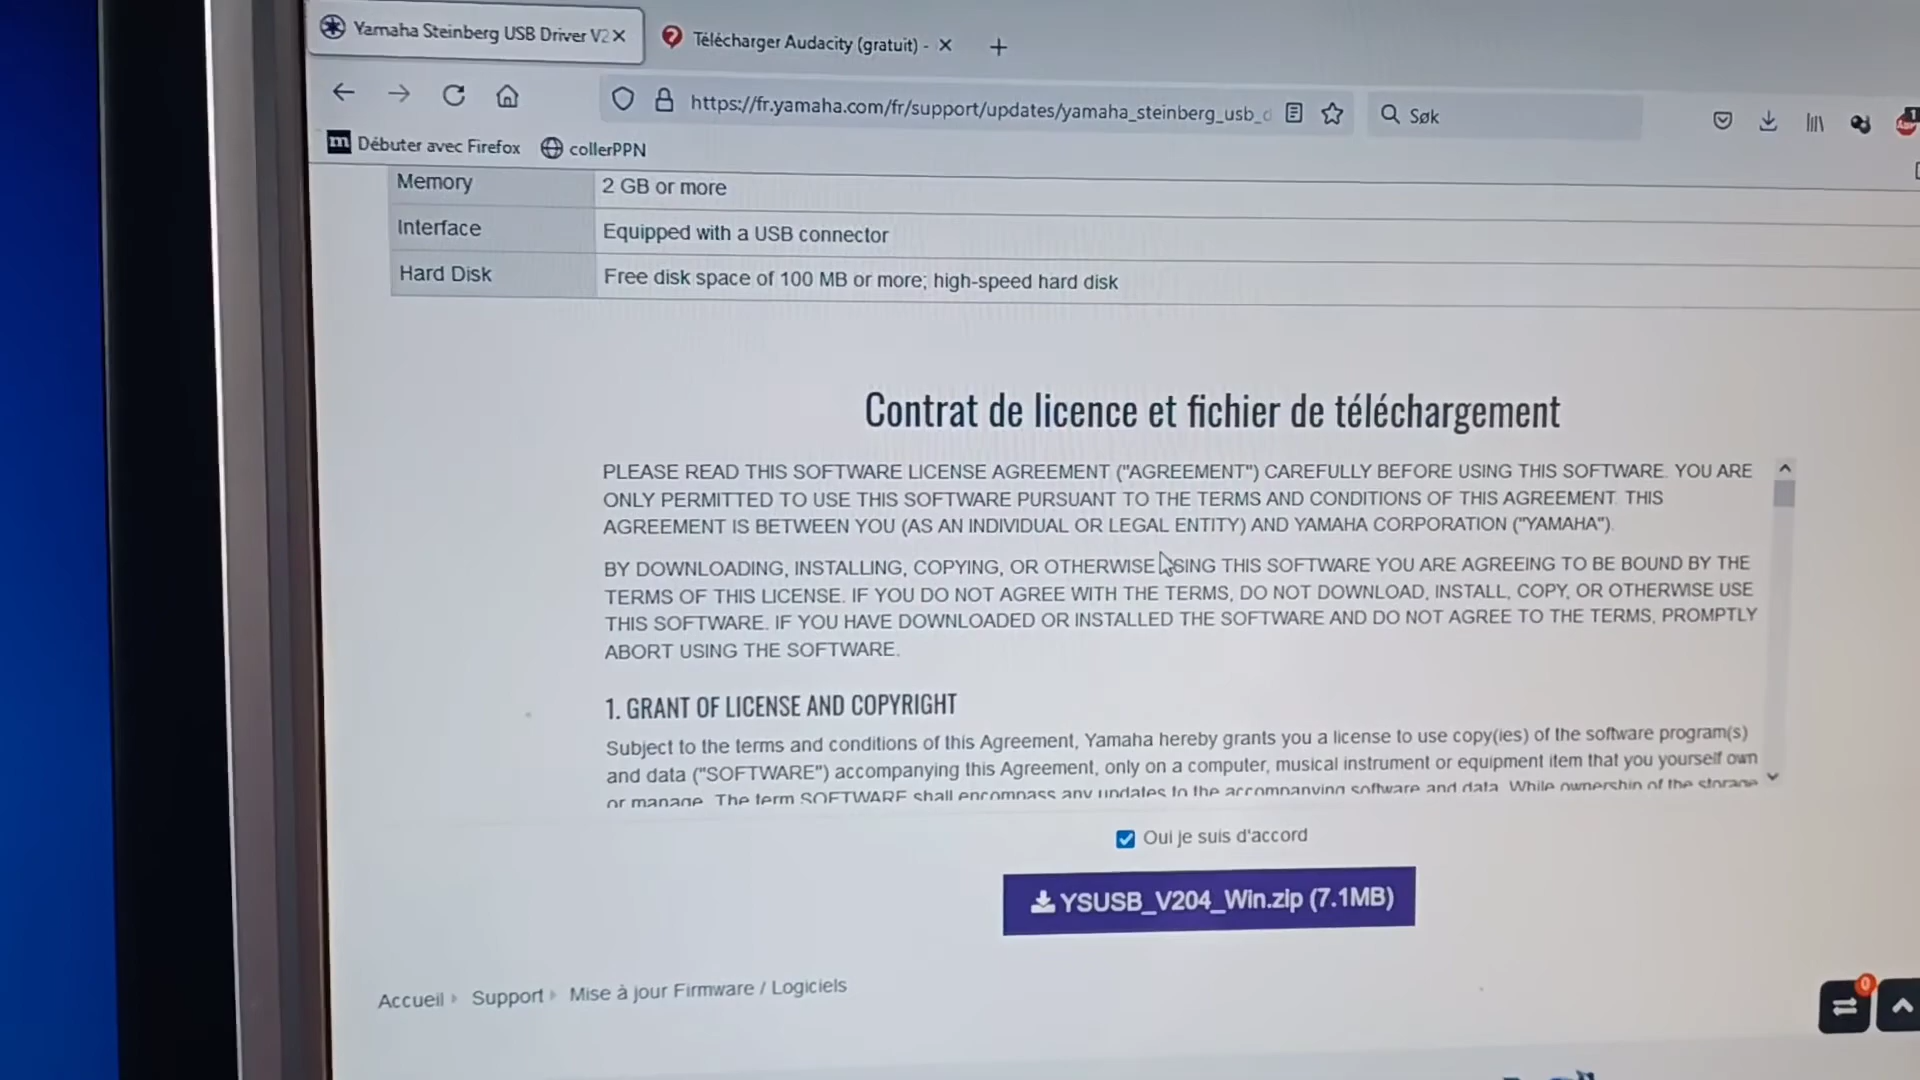 Yamaha Steinberg USB Driver V2
Télécharger Audacity (gratuit) -
https://fr.yamaha.com/fr/support/updates/yamaha_steinberg_usb_d
Søk
Débuter avec Firefox
collerPPN
Memory
2 GB or more
Interface
Equipped with a USB connector
Hard Disk
Free disk space of 100 MB or more; high-speed hard disk
Contrat de licence et fichier de téléchargement
PLEASE READ THIS SOFTWARE LICENSE AGREEMENT ("AGREEMENT") CAREFULLY BEFORE USING THIS SOFTWARE. YOU ARE
ONLY PERMITTED TO USE THIS SOFTWARE PURSUANT TO THE TERMS AND CONDITIONS OF THIS AGREEMENT. THIS
AGREEMENT IS BETWEEN YOU (AS AN INDIVIDUAL OR LEGAL ENTITY) AND YAMAHA CORPORATION ("YAMAHA").
BY DOWNLOADING, INSTALLING, COPYING, OR OTHERWISE USING THIS SOFTWARE YOU ARE AGREEING TO BE BOUND BY THE
TERMS OF THIS LICENSE. IF YOU DO NOT AGREE WITH THE TERMS, DO NOT DOWNLOAD, INSTALL, COPY, OR OTHERWISE USE
THIS SOFTWARE. IF YOU HAVE DOWNLOADED OR INSTALLED THE SOFTWARE AND DO NOT AGREE TO THE TERMS, PROMPTLY
ABORT USING THE SOFTWARE.
1. GRANT OF LICENSE AND COPYRIGHT
Subject to the terms and conditions of this Agreement, Yamaha hereby grants you a license to use copy(ies) of the software program(s)
and data ("SOFTWARE") accompanying this Agreement, only on a computer, musical instrument or equipment item that you yourself own
or manage. The term SOFTWARE shall encompass any updates to the accompanying software and data. While ownership of the storage
Oui je suis d'accord
YSUSB_V204_Win.zip (7.1MB)
Accueil Support Mise à jour Firmware / Logiciels
0